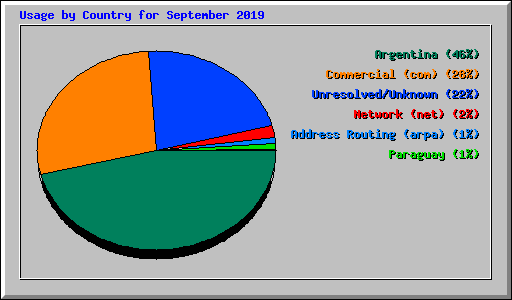 Usage by Country for September 2019
Argentina (46%)
Commercial (com) (28%)
Unresolved/Unknown (22%)
Network (net) (2%)
Address Routing (arpa) (1%)
Paraguay (1%)